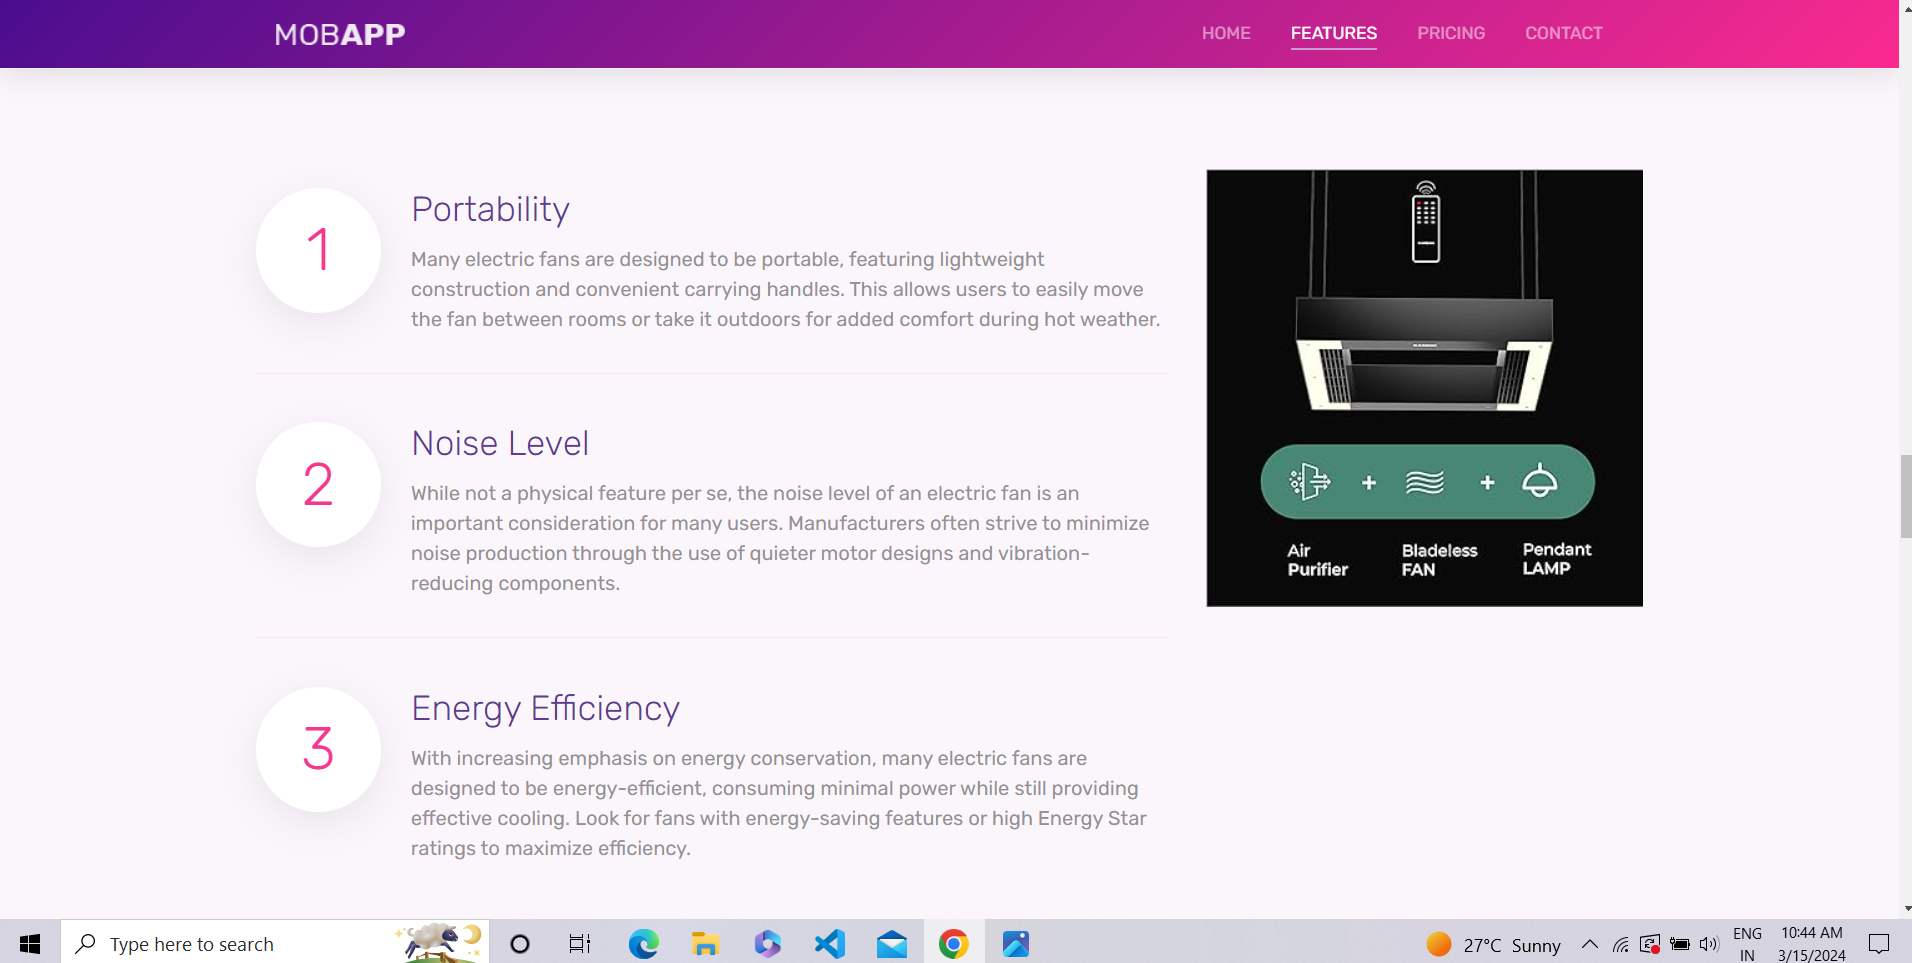 MOBAPP
HOME
FEATURES
PRICING
CONTACT
1
Portability
Many electric fans are designed to be portable, featuring lightweight
construction and convenient carrying handles. This allows users to easily move
the fan between rooms or take it outdoors for added comfort during hot weather.
2
Noise Level
While not a physical feature per se, the noise level of an electric fan is an
important consideration for many users. Manufacturers often strive to minimize
noise production through the use of quieter motor designs and vibration-
reducing components.
3
Energy Efficiency
With increasing emphasis on energy conservation, many electric fans are
designed to be energy-efficient, consuming minimal power while still providing
effective cooling. Look for fans with energy-saving features or high Energy Star
ratings to maximize efficiency.
+ +
Air
Purifier
Bladeless
FAN
Pendant
LAMP
Type here to search
27°C Sunny
ENG
IN
10:44 AM
3/15/2024